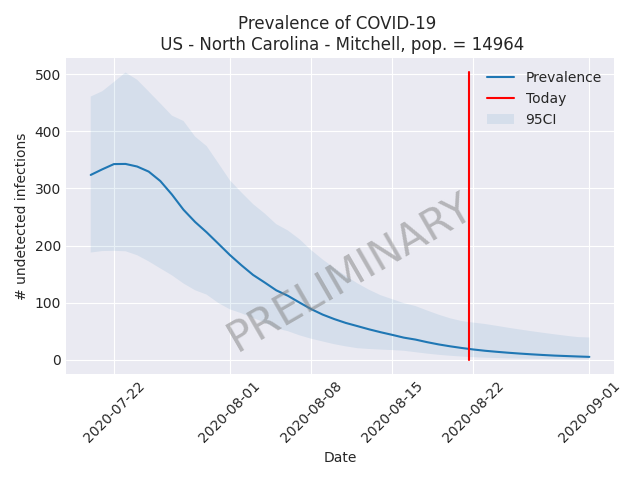 Prevalence of COVID-19
US - North Carolina - Mitchell, pop. = 14964
500
400
300
200
100
0
# undetected infections
Prevalence
Today
95CI
PRELIMINARY
2020-07-22
2020-08-01
2020-08-08
2020-08-15
2020-08-22
2020-09-01
Date